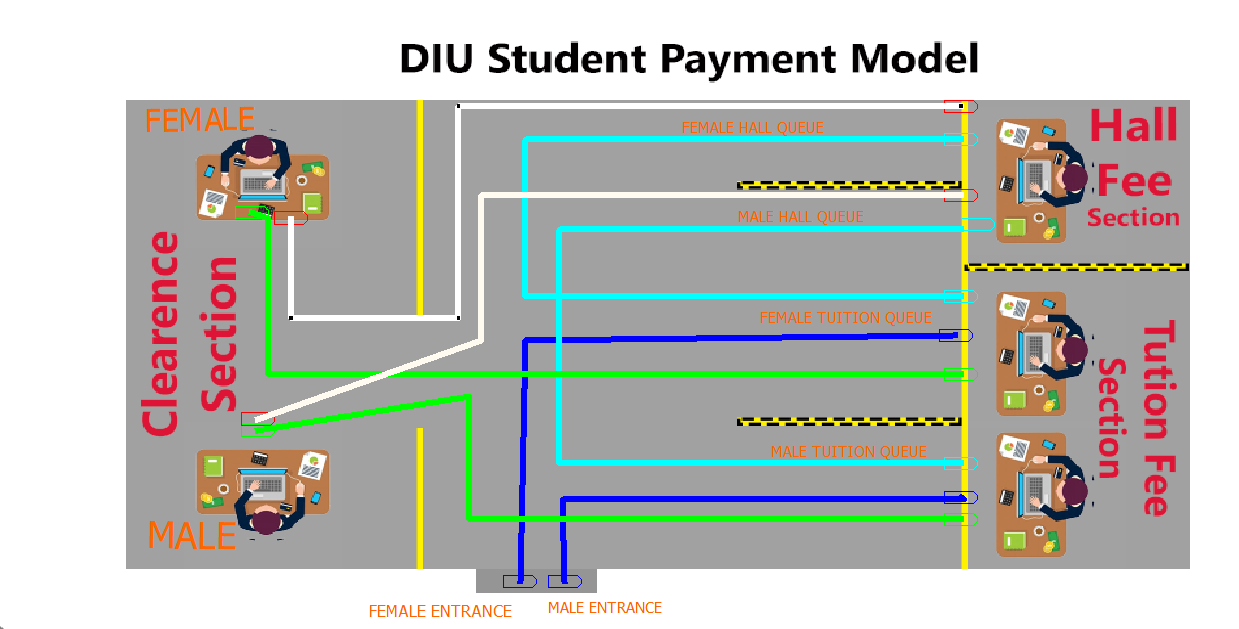 DIU Student Payment Model
FEMALE
FEMALE HALL QUEUE
Hall
Fee
Section
MALE HALL QUEUE
Clearence
Section
FEMALE TUITION QUEUE
Tution Fee
Section
MALE TUITION QUEUE
MALE
FEMALE ENTRANCE
MALE ENTRANCE